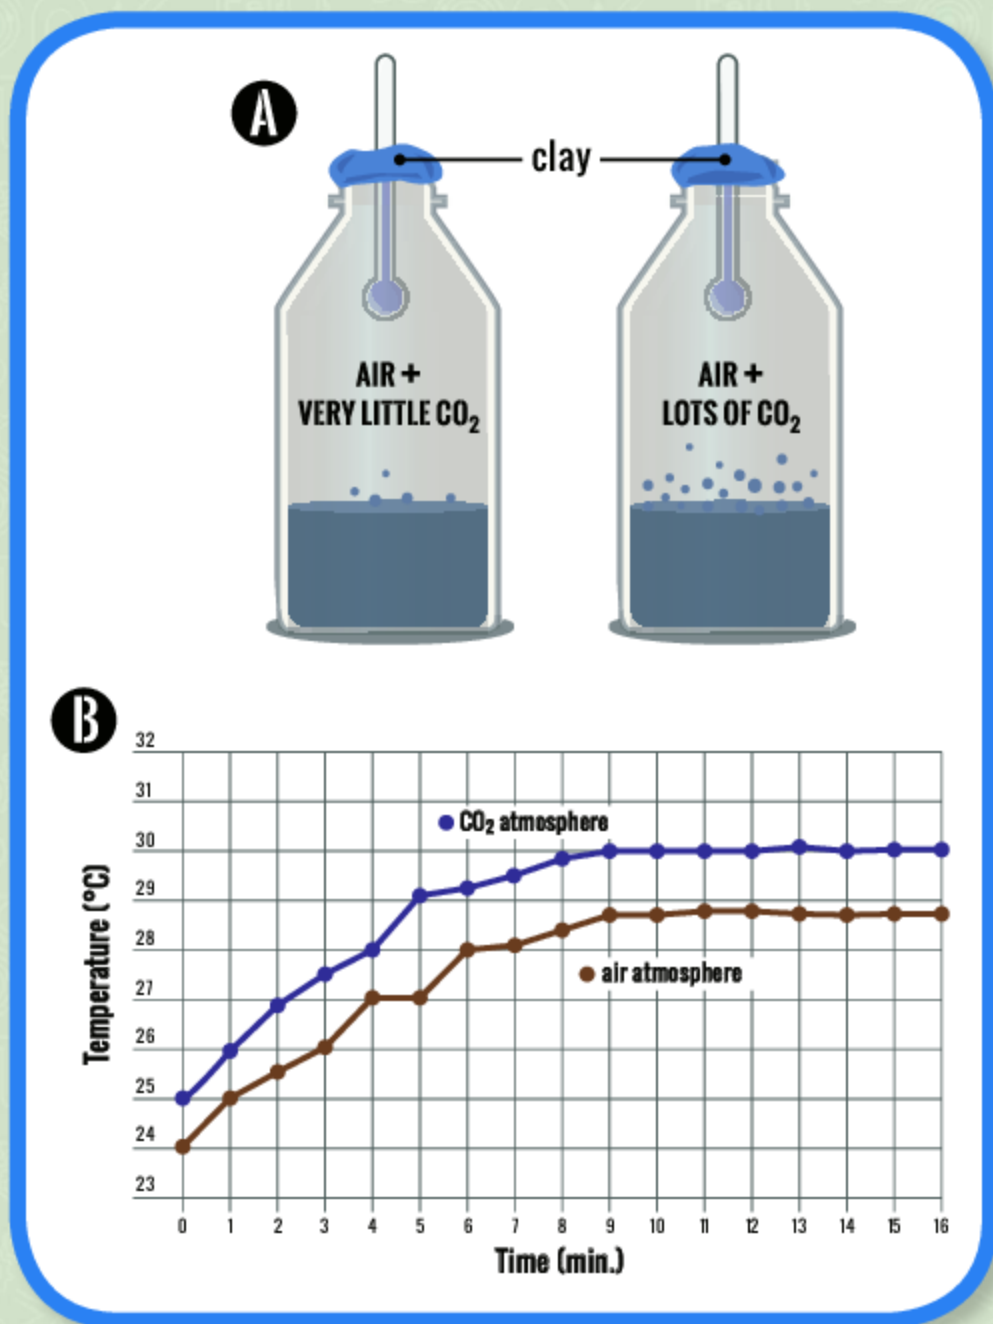 A
clay
AIR +
VERY LITTLE CO₂
AIR +
LOTS OF CO₂
B
32
31
30
29
28
27
26
25
24
23
Temperature (°C)
CO₂ atmosphere
air atmosphere
0 1 2 3 4 5 6 7 8 9 10 11 12 13 14 15 16
Time (min.)